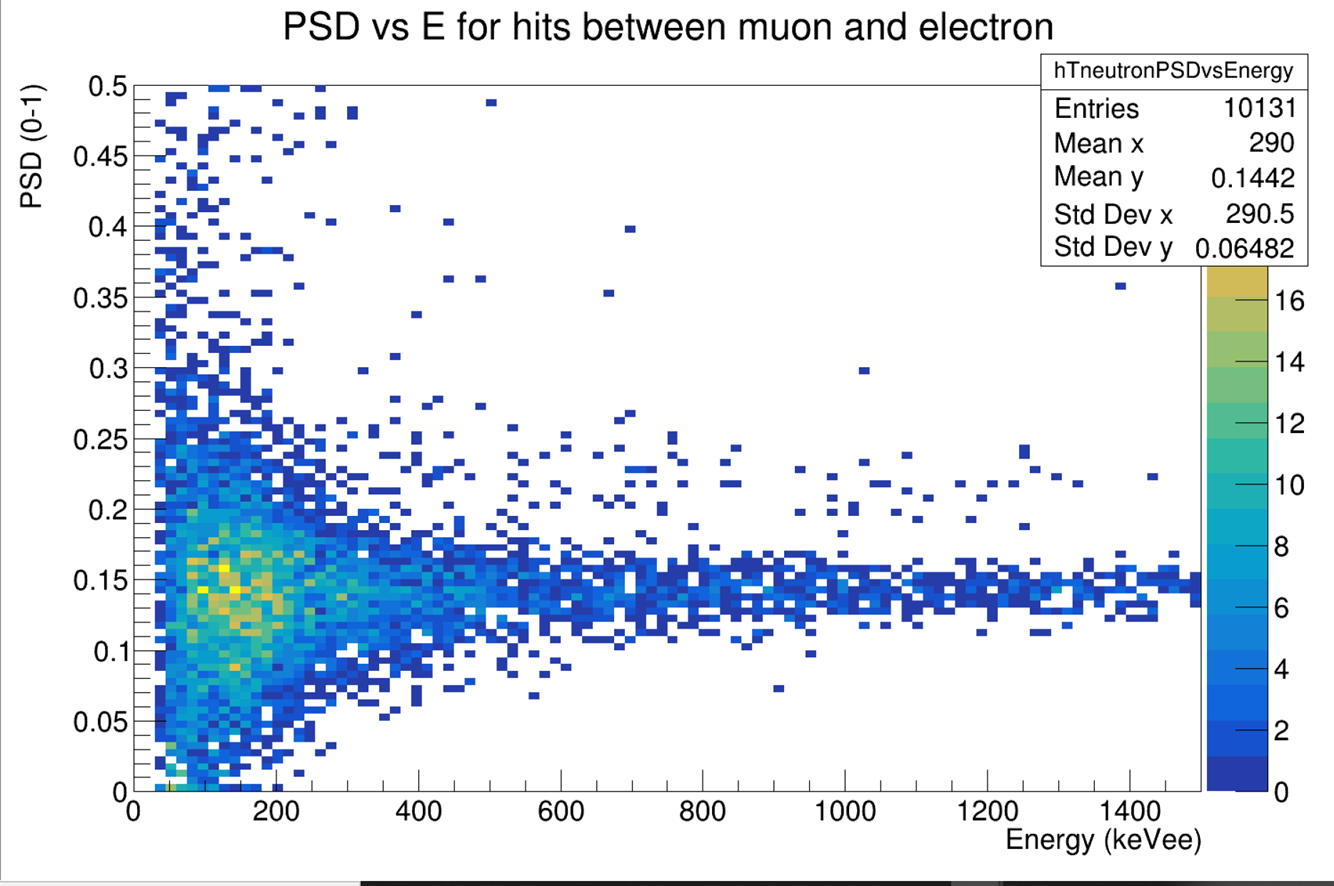 PSD vs E for hits between muon and electron
hTneutronPSDvsEnergy
Entries 10131
Mean x 290
Mean y 0.1442
Std Dev x 290.5
Std Dev y 0.06482
PSD (0-1)
0.5
0.45
0.4
0.35
0.3
0.25
0.2
0.15
0.1
0.05
0
0 200 400 600 800 1000 1200 1400
Energy (keVee)
16
14
12
10
8
6
4
2
0